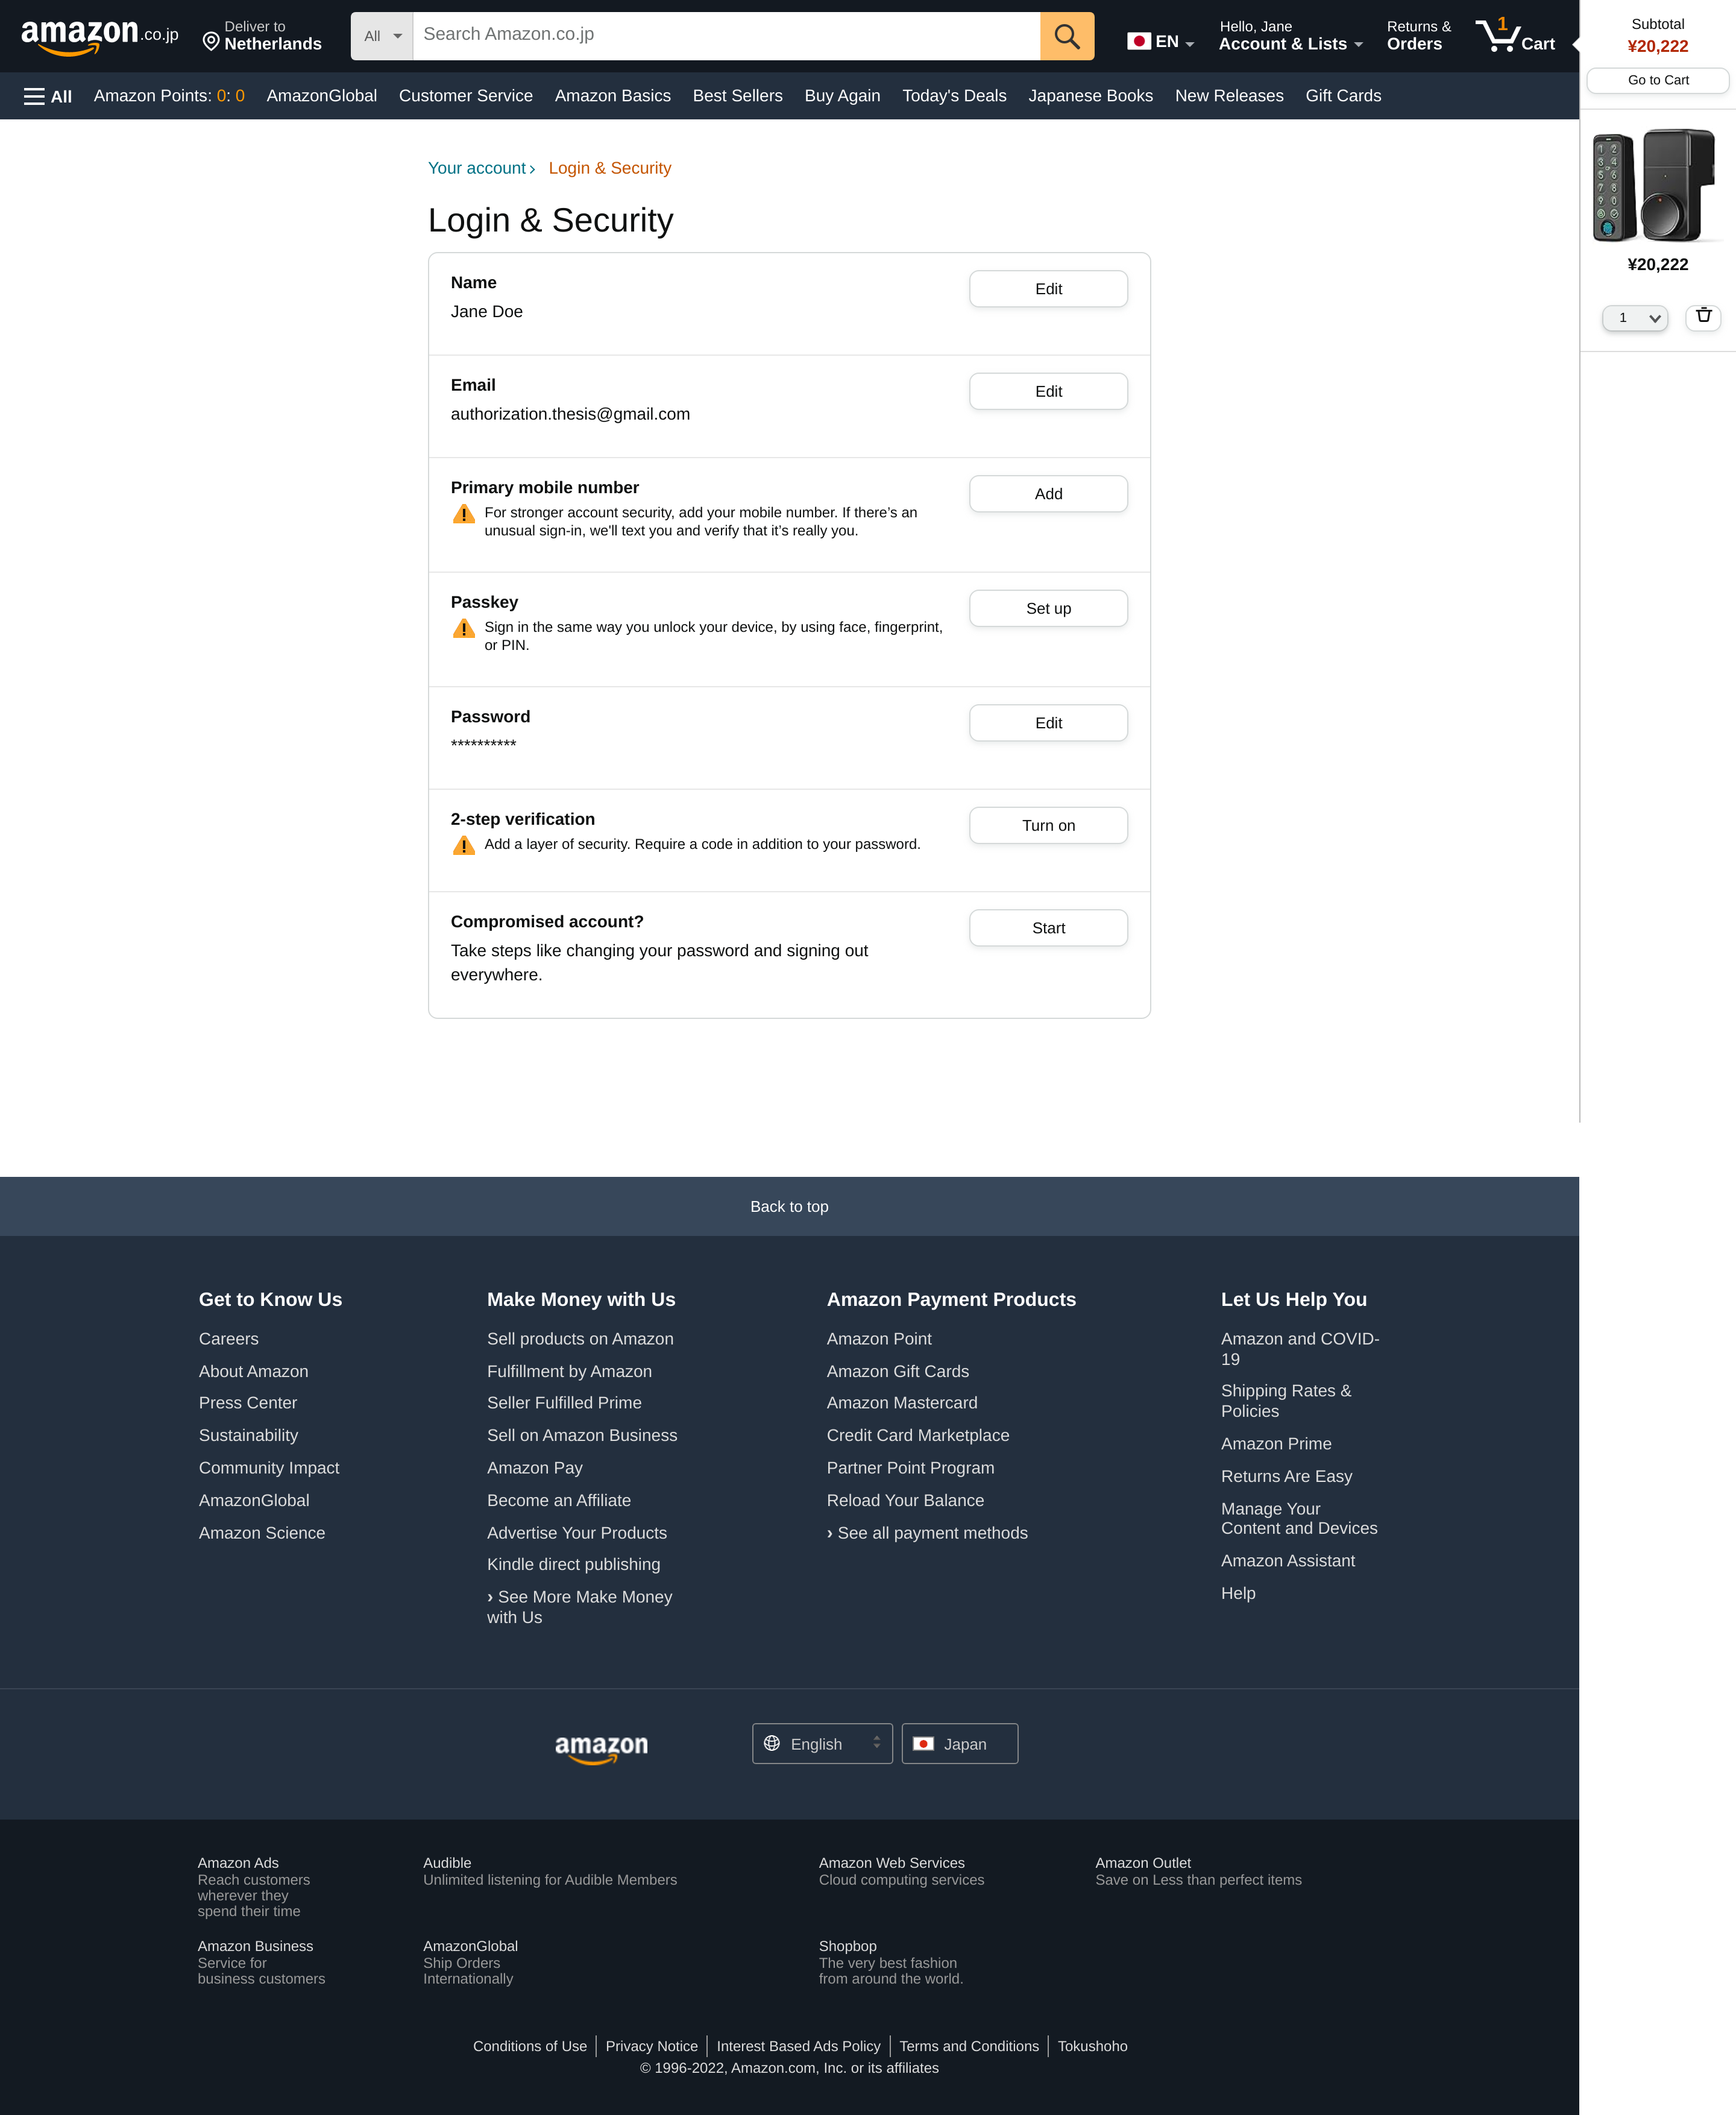 amazon.co.jp
Deliver to
Netherlands
All
Search Amazon.co.jp
EN
Hello, Jane
Account & Lists
Returns &
Orders
1
Cart
All
Amazon Points: 0: 0
AmazonGlobal
Customer Service
Amazon Basics
Best Sellers
Buy Again
Today's Deals
Japanese Books
New Releases
Gift Cards
Subtotal
¥20,222
Go to Cart
1 2
3 4
5 6
7 8
9 0
¥20,222
1
Your account ›
Login & Security
Login & Security
Name
Jane Doe
Edit
Email
authorization.thesis@gmail.com
Edit
Primary mobile number
For stronger account security, add your mobile number. If there’s an
unusual sign-in, we'll text you and verify that it’s really you.
Add
Passkey
Sign in the same way you unlock your device, by using face, fingerprint,
or PIN.
Set up
Password
**********
Edit
2-step verification
Add a layer of security. Require a code in addition to your password.
Turn on
Compromised account?
Take steps like changing your password and signing out
everywhere.
Start
Back to top
Get to Know Us
Careers
About Amazon
Press Center
Sustainability
Community Impact
AmazonGlobal
Amazon Science
Make Money with Us
Sell products on Amazon
Fulfillment by Amazon
Seller Fulfilled Prime
Sell on Amazon Business
Amazon Pay
Become an Affiliate
Advertise Your Products
Kindle direct publishing
› See More Make Money
with Us
Amazon Payment Products
Amazon Point
Amazon Gift Cards
Amazon Mastercard
Credit Card Marketplace
Partner Point Program
Reload Your Balance
› See all payment methods
Let Us Help You
Amazon and COVID-
19
Shipping Rates &
Policies
Amazon Prime
Returns Are Easy
Manage Your
Content and Devices
Amazon Assistant
Help
amazon
English
Japan
Amazon Ads
Reach customers
wherever they
spend their time
Audible
Unlimited listening for Audible Members
Amazon Web Services
Cloud computing services
Amazon Outlet
Save on Less than perfect items
Amazon Business
Service for
business customers
AmazonGlobal
Ship Orders
Internationally
Shopbop
The very best fashion
from around the world.
Conditions of Use
Privacy Notice
Interest Based Ads Policy
Terms and Conditions
Tokushoho
© 1996-2022, Amazon.com, Inc. or its affiliates